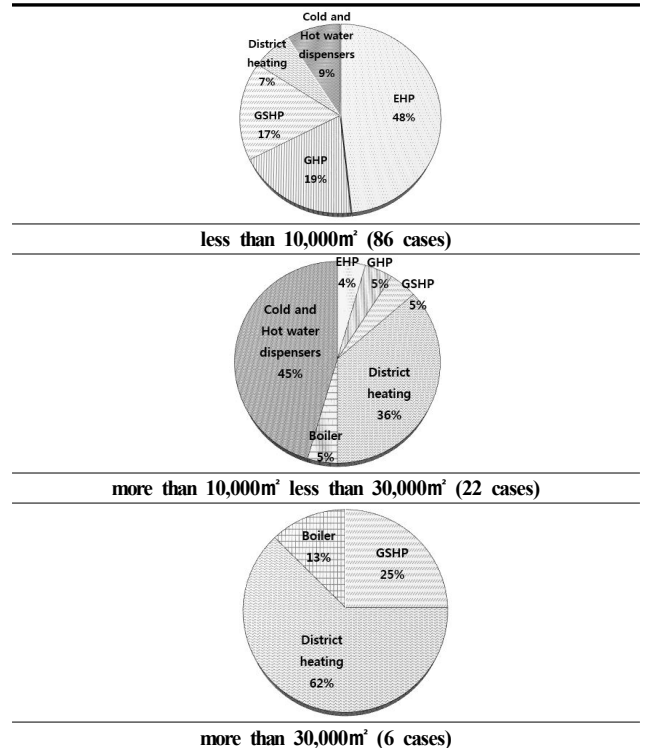 Cold and
Hot water
dispensers
9%
District
heating
7%
EHP
48%
GSHP
17%
GHP
19%
less than 10,000㎡ (86 cases)
EHP
4%
GHP
5%
GSHP
5%
Cold and
Hot water
dispensers
45%
District
heating
36%
Boiler
5%
more than 10,000㎡ less than 30,000㎡ (22 cases)
Boiler
13%
GSHP
25%
District
heating
62%
more than 30,000㎡ (6 cases)